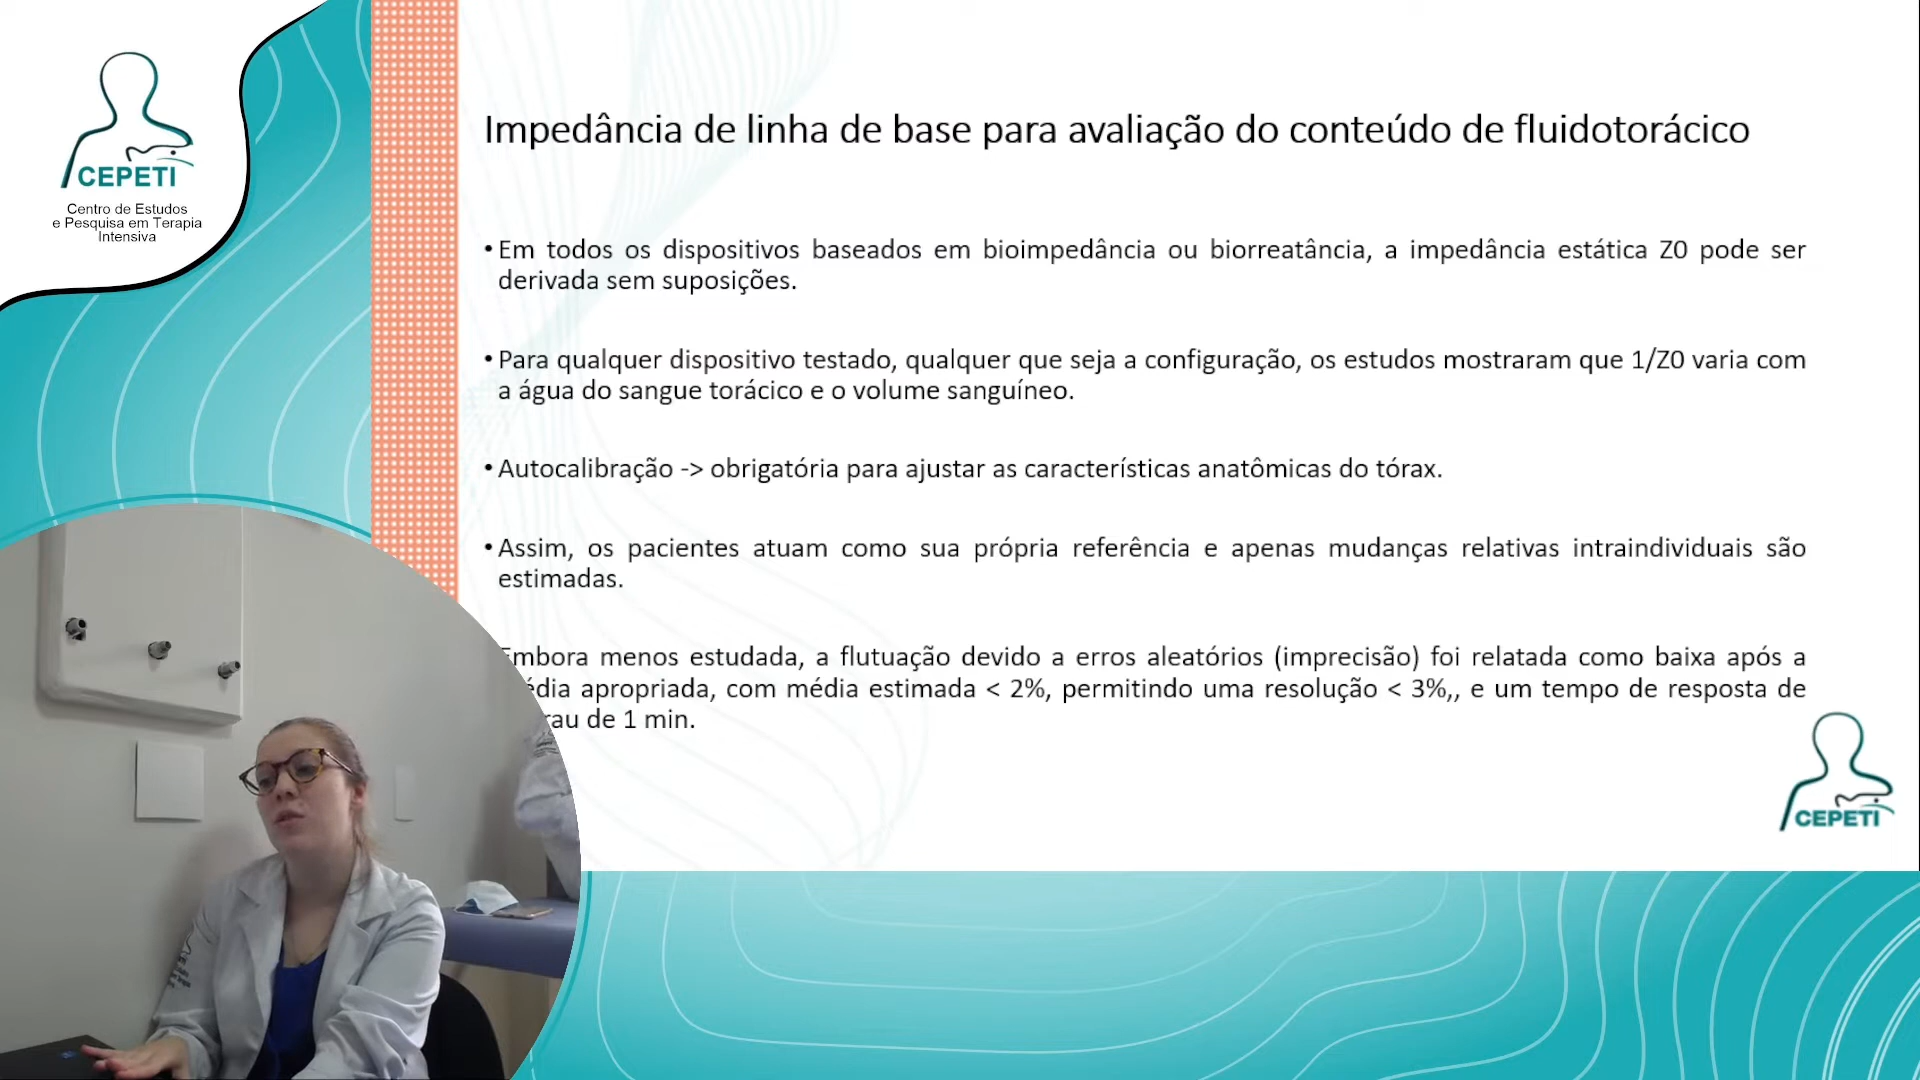 CEPETI
Centro de Estudos
e Pesquisa em Terapia
Intensiva
Impedância de linha de base para avaliação do conteúdo de fluidotorácico
• Em todos os dispositivos baseados em bioimpedância ou biorreatância, a impedância estática Z0 pode ser
derivada sem suposições.
• Para qualquer dispositivo testado, qualquer que seja a configuração, os estudos mostraram que 1/Z0 varia com
a água do sangue torácico e o volume sanguíneo.
• Autocalibração -> obrigatória para ajustar as características anatômicas do tórax.
• Assim, os pacientes atuam como sua própria referência e apenas mudanças relativas intraindividuais são
estimadas.
Embora menos estudada, a flutuação devido a erros aleatórios (imprecisão) foi relatada como baixa após a
apropriada, com média estimada < 2%, permitindo uma resolução < 3%,, e um tempo de resposta de
de 1 min.
CEPETI